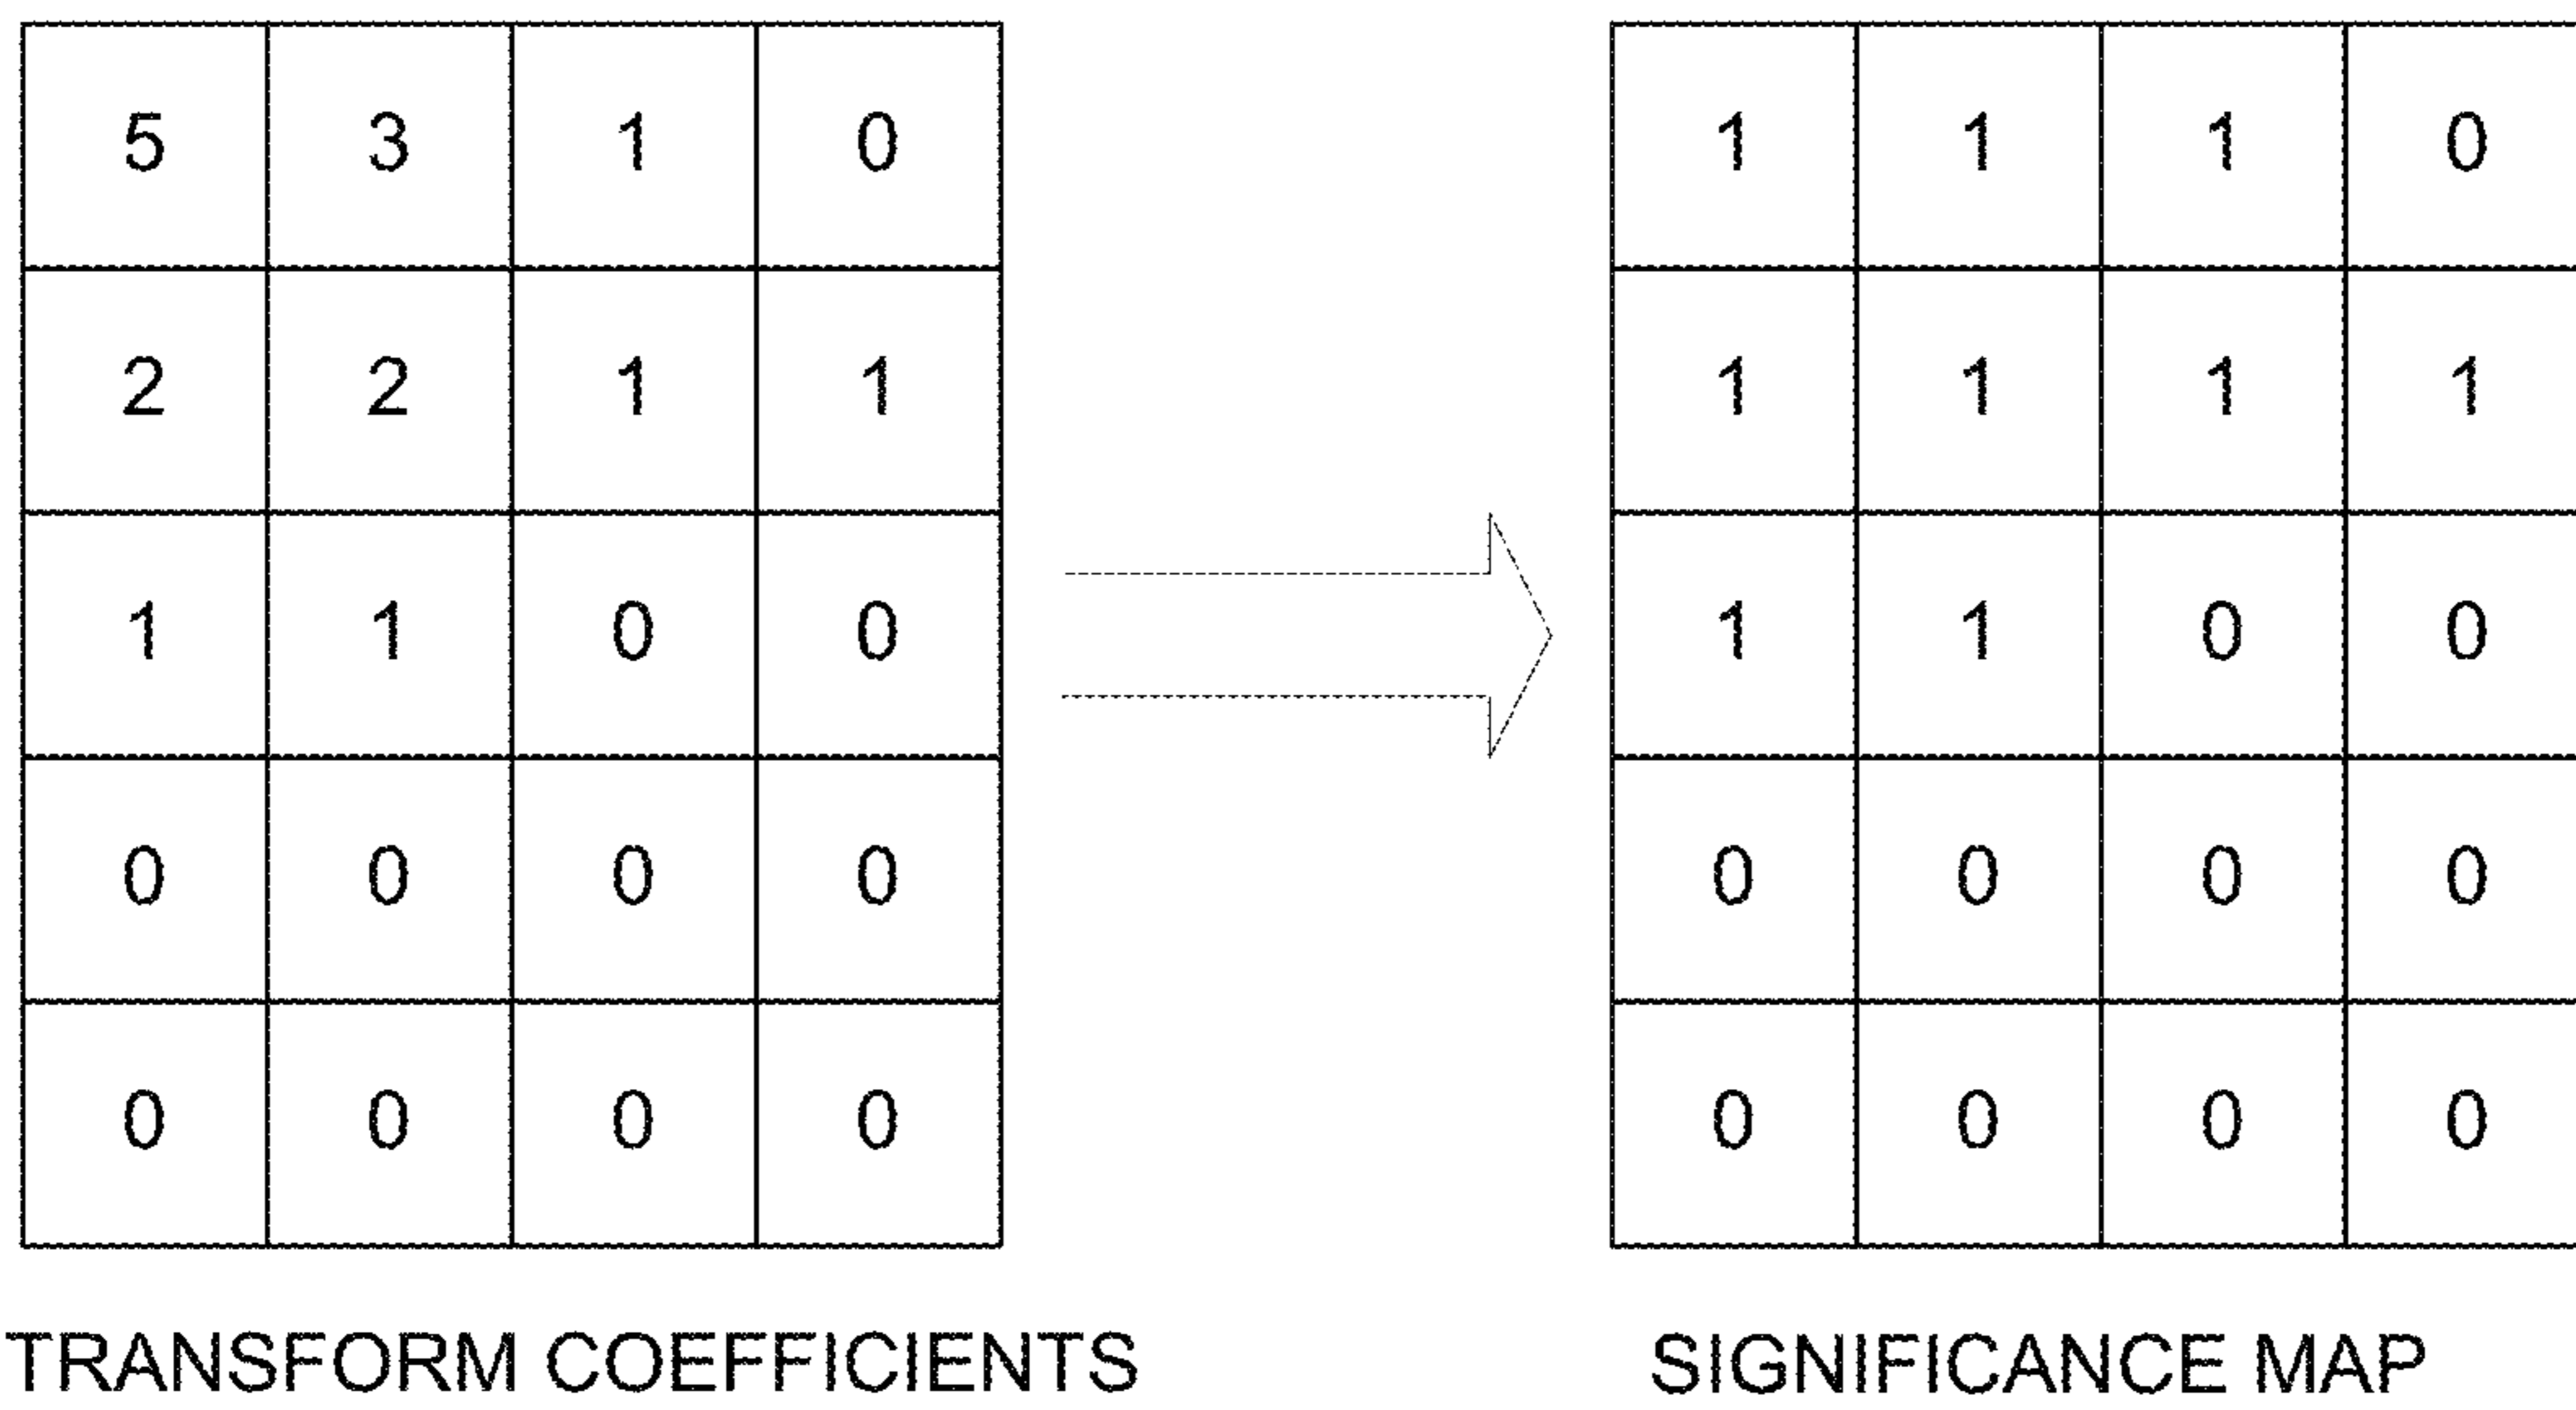 5 3 1 0 1 1 1 0
2 2 1 1 1 1 1 1
1 1 0 0 1 1 0 0
0 0 0 0 0 0 0 0
0 0 0 0 0 0 0 0
TRANSFORM COEFFICIENTS SIGNIFICANCE MAP